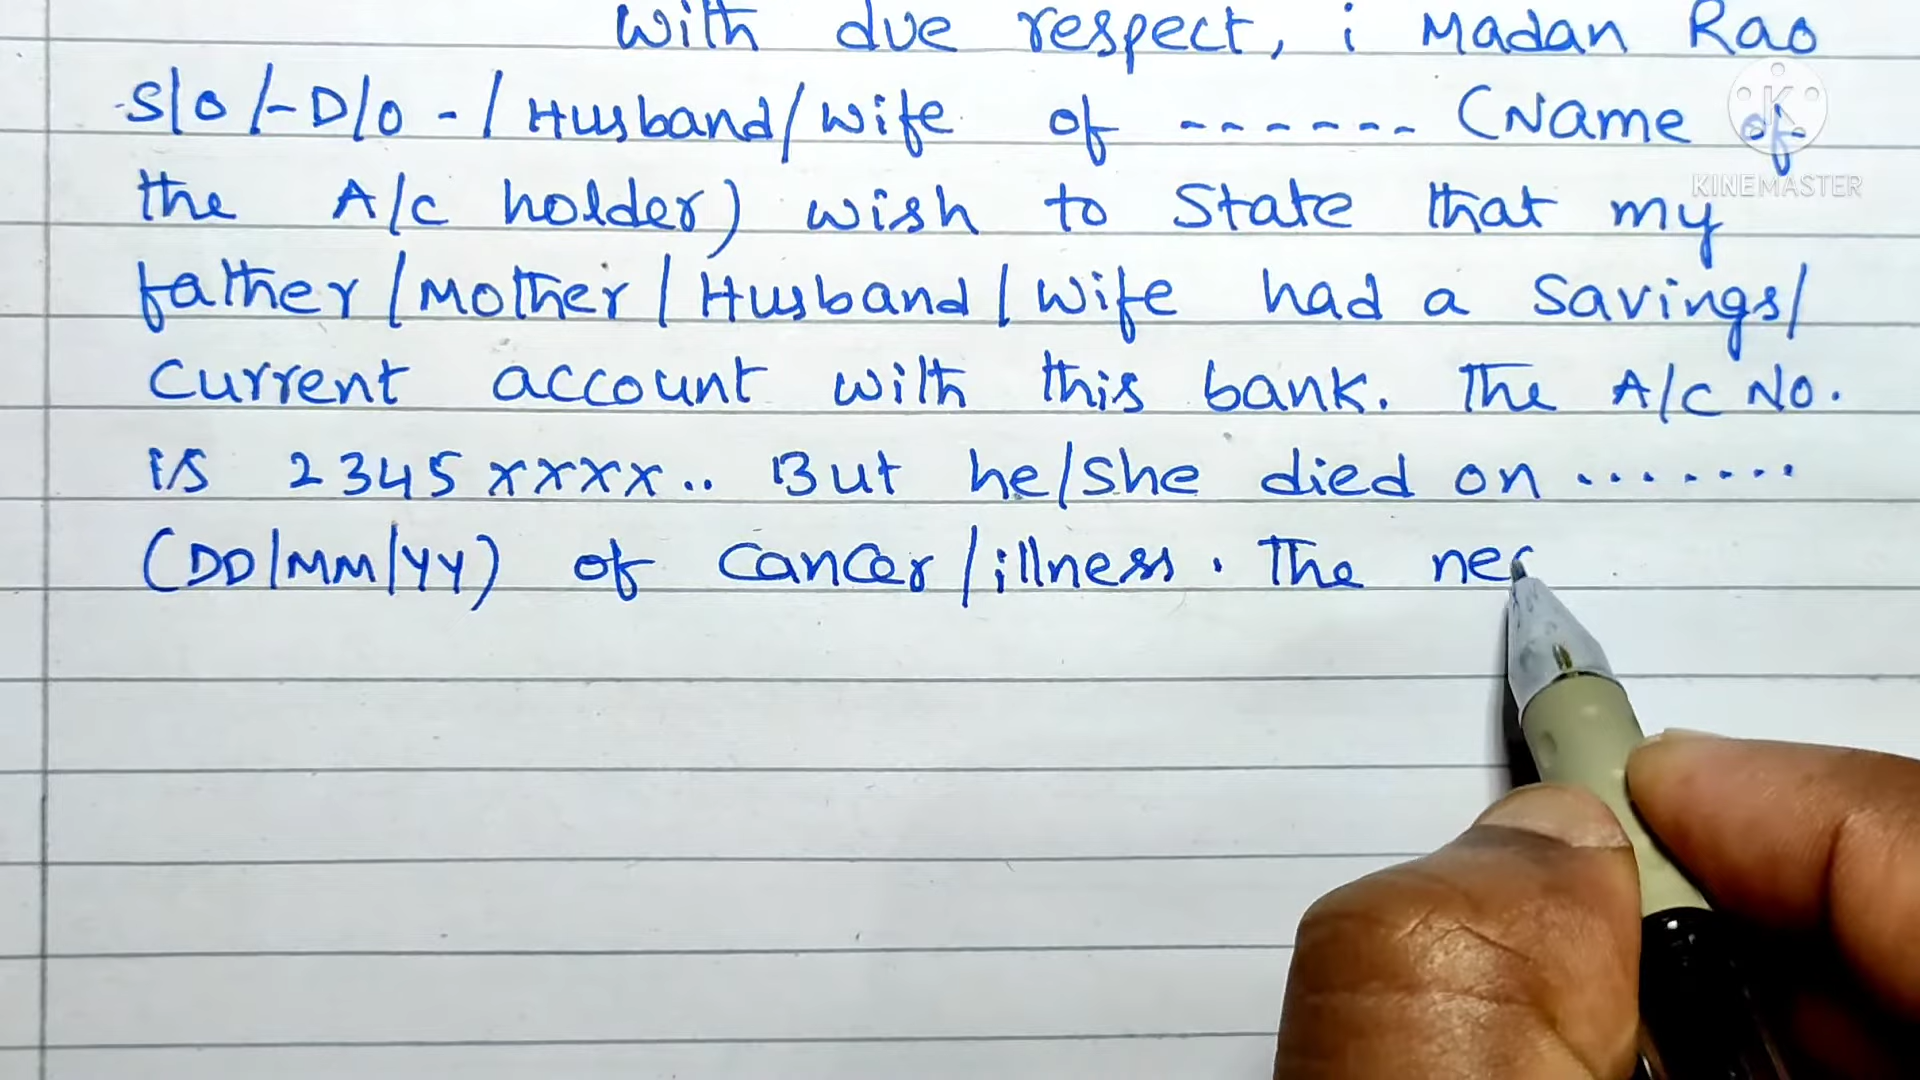 With due respect, i Madan Rao
S/O/-D/O-/Husband/Wife of ------ (Name of
KINEMASTER
the A/c holder) wish to State that my
father/Mother/Husband/Wife had a Savings/
Current account with this bank. The A/C No.
is 2345xxxx.. But he/she died on .......
(DD/MM/YY) of Cancer/illness. The